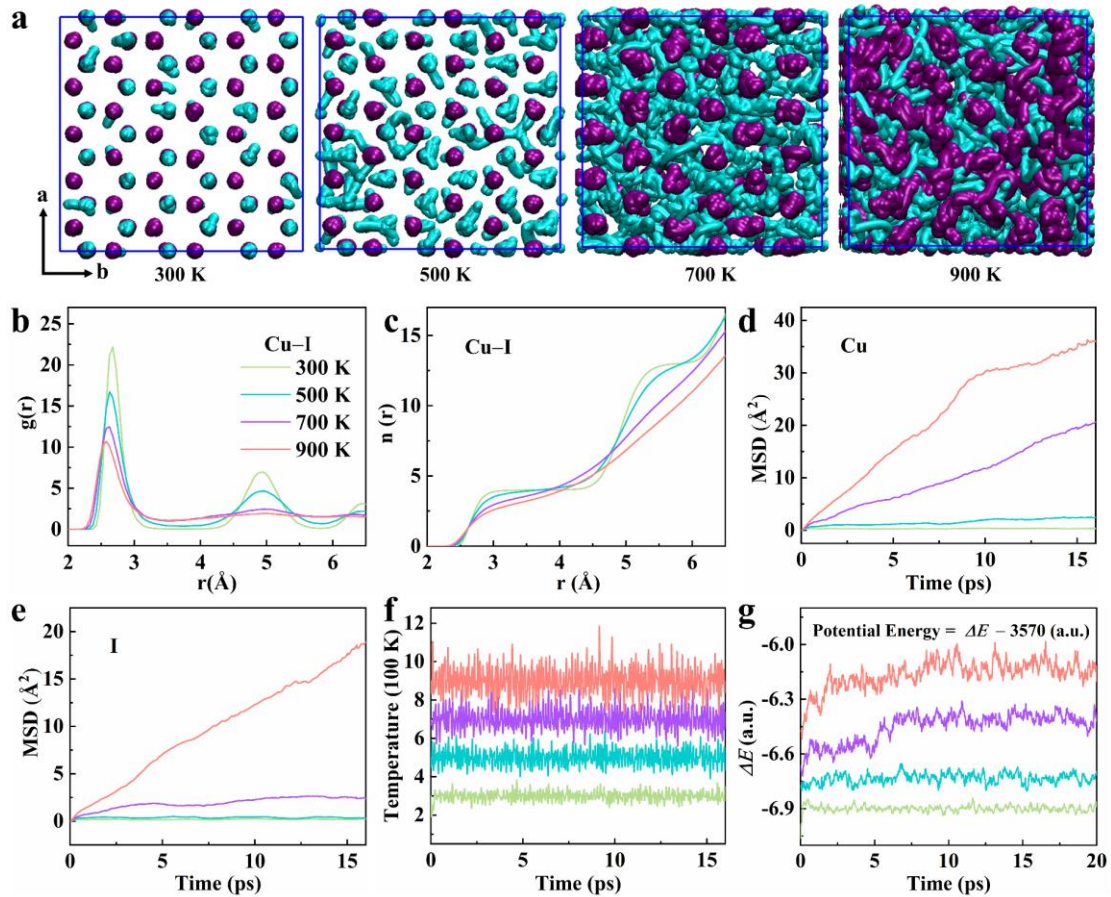 a
a
b
300 K
500 K
700 K
900 K
b
g(r)
25
20
15
10
5
0
Cu–I
300 K
500 K
700 K
900 K
2 3 4 5 6
r(Å)
c
n (r)
15
10
5
0
Cu–I
2 3 4 5 6
r (Å)
d
MSD (Å²)
40
30
20
10
0
Cu
0 5 10 15
Time (ps)
e
MSD (Å²)
20
15
10
5
0
I
0 5 10 15
Time (ps)
f
Temperature (100 K)
12
10
8
6
4
2
0 5 10 15
Time (ps)
g
Potential Energy = ΔE – 3570 (a.u.)
ΔE (a.u.)
-6.0
-6.3
-6.6
-6.9
0 5 10 15 20
Time (ps)